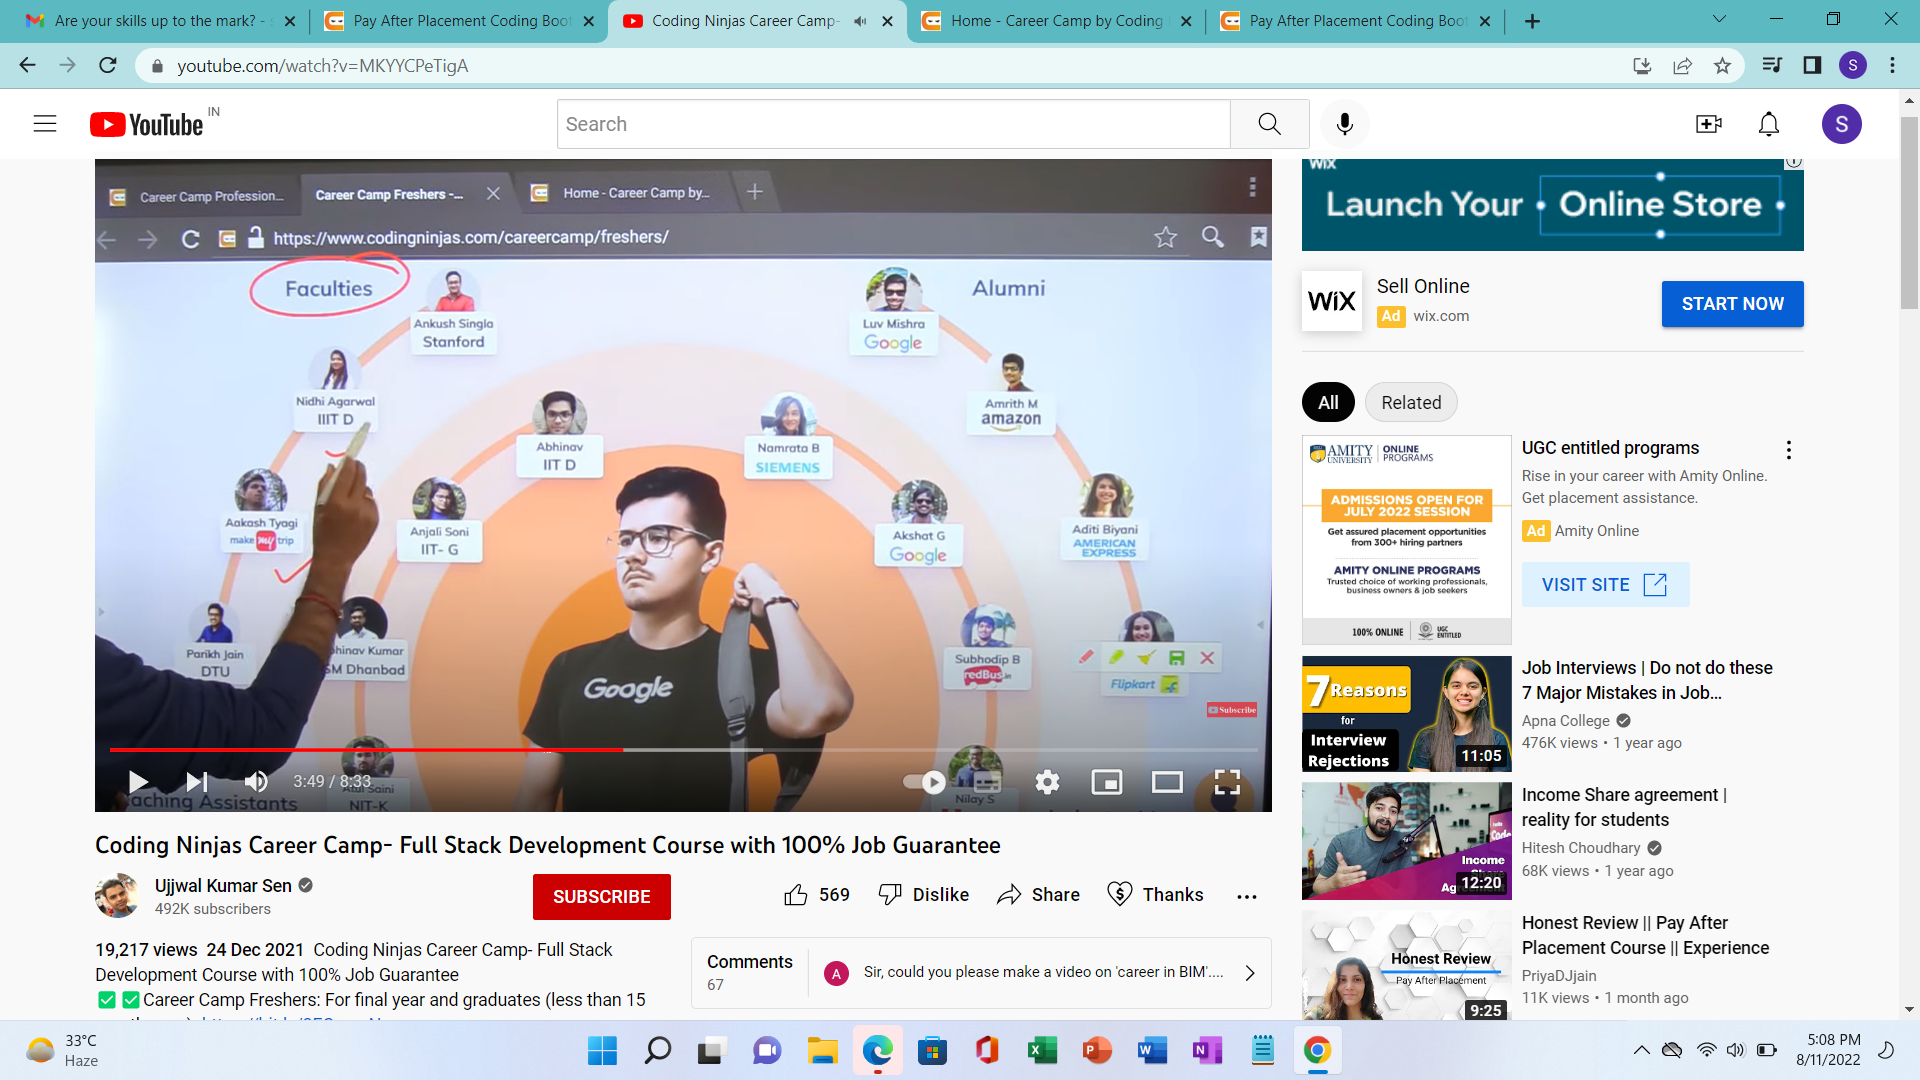 Are your skills up to the mark? - s
Pay After Placement Coding Boot
Coding Ninjas Career Camp-
Home - Career Camp by Coding
Pay After Placement Coding Boot
youtube.com/watch?v=MKYYCPeTigA
S
YouTube IN
Search
S
Career Camp Profession...
Career Camp Freshers -...
Home - Career Camp by...
https://www.codingninjas.com/careercamp/freshers/
Faculties
Alumni
Ankush Singla
Stanford
Luv Mishra
Google
Nidhi Agarwal
IIIT D
Amrith M
amazon
Abhinav
IIT D
Namrata B
SIEMENS
Aakash Tyagi
make my trip
Anjali Soni
IIT- G
Akshat G
Google
Aditi Biyani
AMERICAN
EXPRESS
Parikh Jain
DTU
hinav Kumar
SM Dhanbad
Subhodip B
redBus.in
Flipkart
Google
Subscribe
3:49 / 8:33
aching Assistants
Atul Saini
NIT-K
Nilay S
Coding Ninjas Career Camp- Full Stack Development Course with 100% Job Guarantee
Ujjwal Kumar Sen
492K subscribers
SUBSCRIBE
569 Dislike Share Thanks
19,217 views 24 Dec 2021 Coding Ninjas Career Camp- Full Stack
Development Course with 100% Job Guarantee
✅ ✅ Career Camp Freshers: For final year and graduates (less than 15
Comments
67
A
Sir, could you please make a video on 'career in BIM'....
WIX
Launch Your Online Store
WiX
Sell Online
Ad wix.com
START NOW
All Related
AMITY UNIVERSITY | ONLINE PROGRAMS
ADMISSIONS OPEN FOR
JULY 2022 SESSION
Get assured placement opportunities
from 300+ hiring partners
AMITY ONLINE PROGRAMS
Trusted choice of working professionals,
business owners & job seekers
100% ONLINE | UGC ENTITLED
UGC entitled programs
Rise in your career with Amity Online.
Get placement assistance.
Ad Amity Online
VISIT SITE
7 Reasons
for
Interview
Rejections
11:05
Job Interviews | Do not do these
7 Major Mistakes in Job...
Apna College
476K views • 1 year ago
Income
Share
12:20
Income Share agreement |
reality for students
Hitesh Choudhary
68K views • 1 year ago
Honest Review
Pay After Placement
9:25
Honest Review || Pay After
Placement Course || Experience
PriyaDJjain
11K views • 1 month ago
33°C
Haze
5:08 PM
8/11/2022